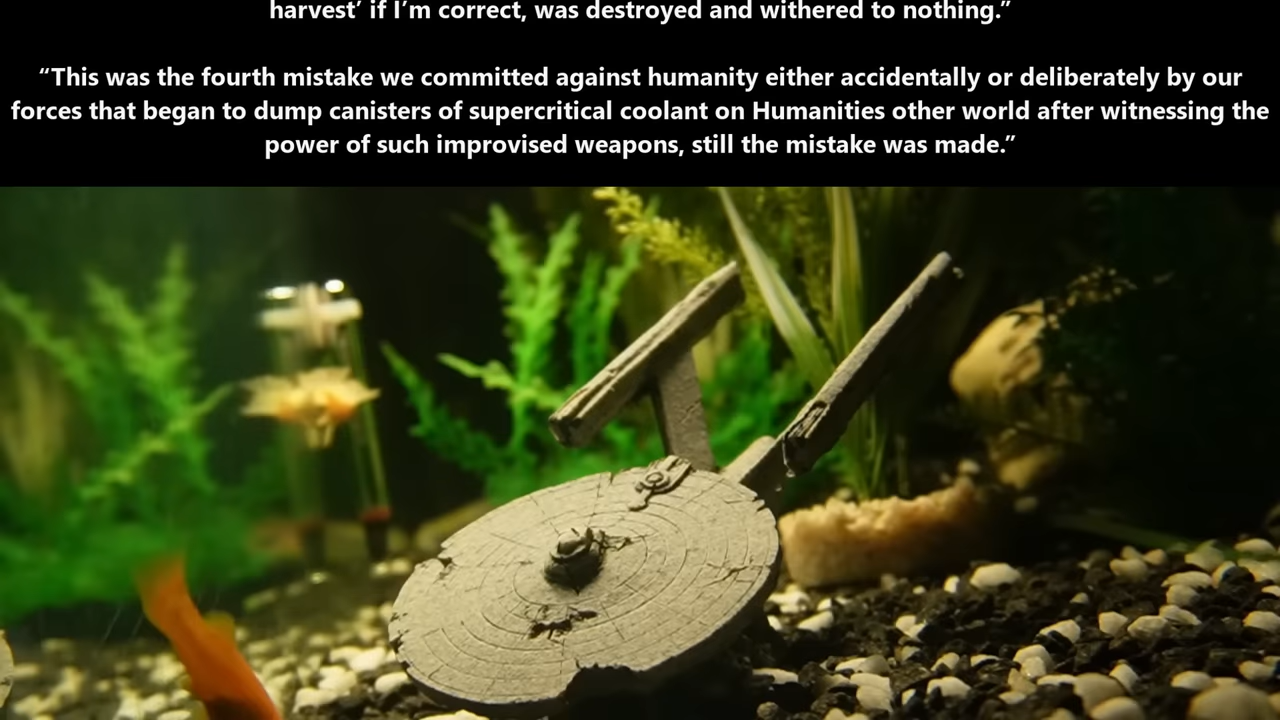 harvest’ if I’m correct, was destroyed and withered to nothing.”
“This was the fourth mistake we committed against humanity either accidentally or deliberately by our
forces that began to dump canisters of supercritical coolant on Humanities other world after witnessing the
power of such improvised weapons, still the mistake was made.”